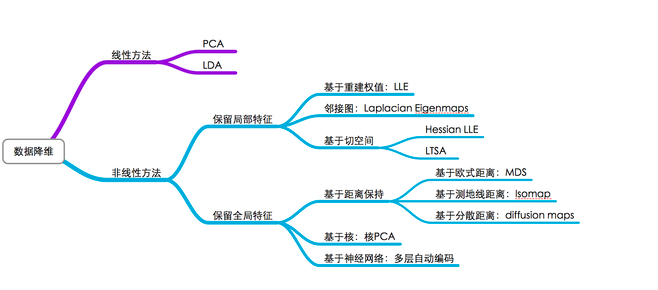 数据降维
线性方法
PCA
LDA
非线性方法
保留局部特征
基于重建权值：LLE
邻接图：Laplacian Eigenmaps
基于切空间
Hessian LLE
LTSA
保留全局特征
基于距离保持
基于欧式距离：MDS
基于测地线距离：Isomap
基于分散距离：diffusion maps
基于核：核PCA
基于神经网络：多层自动编码